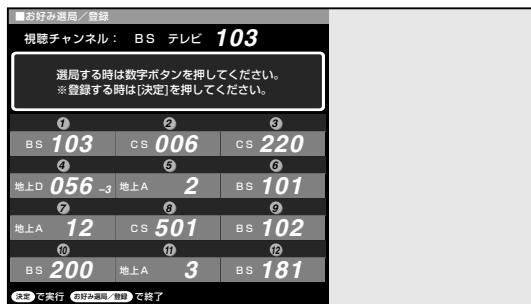 ■お好み選局／登録
視聴チャンネル： BS テレビ 103
選局する時は数字ボタンを押してください。
※登録する時は[決定]を押してください。
1 2 3
BS 103 CS 006 CS 220
4 5 6
地上D 056 -3 地上A 2 BS 101
7 8 9
地上A 12 CS 501 BS 102
10 11 12
BS 200 地上A 3 BS 181
決定 で実行 お好み選局／登録 で終了